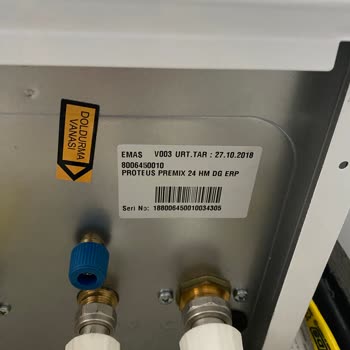 DOLDURMA
VANASI
EMAS V003 URT.TAR : 27.10.2018
8006450010
PROTEUS PREMIX 24 HM DG ERP
Seri No: 188006450010034305